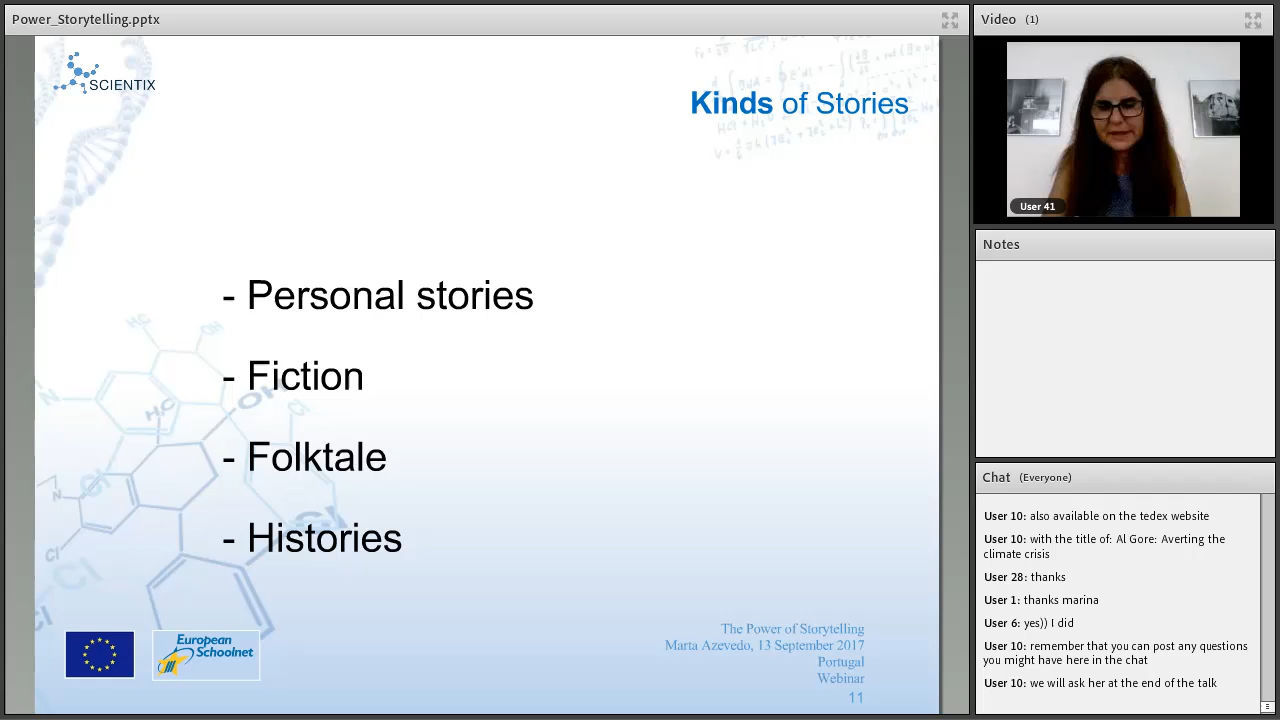 Power_Storytelling.pptx
SCIENTIX
Kinds of Stories
- Personal stories
- Fiction
- Folktale
- Histories
European
Schoolnet
The Power of Storytelling
Marta Azevedo, 13 September 2017
Portugal
Webinar
11
Video (1)
User 41
Notes
Chat (Everyone)
User 10: also available on the tedex website
User 10: with the title of: Al Gore: Averting the
climate crisis
User 28: thanks
User 1: thanks marina
User 6: yes)) I did
User 10: remember that you can post any questions
you might have here in the chat
User 10: we will ask her at the end of the talk